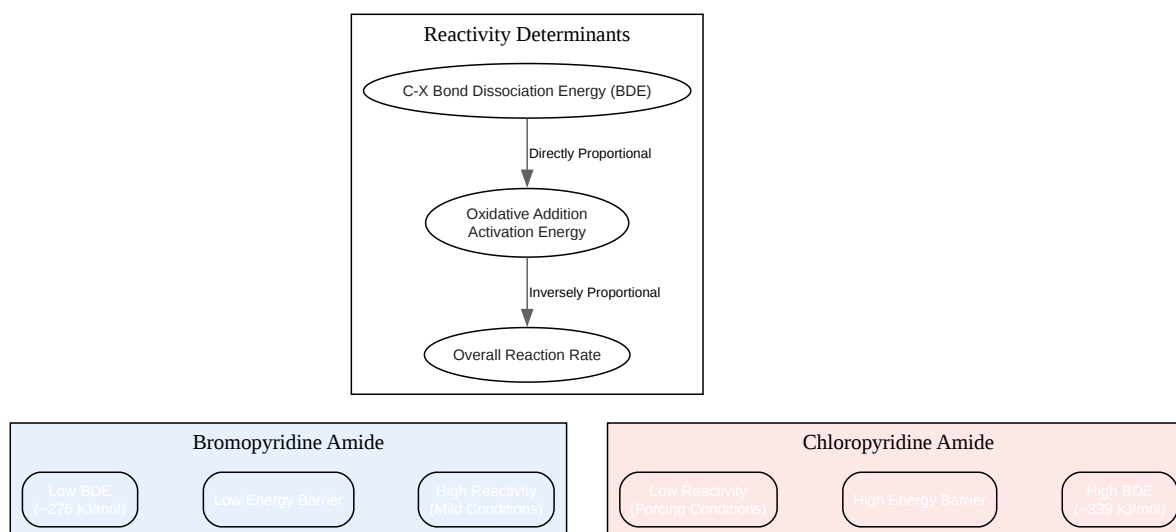 Reactivity Determinants
C-X Bond Dissociation Energy (BDE)
Directly Proportional
Oxidative Addition
Activation Energy
Inversely Proportional
Overall Reaction Rate
Bromopyridine Amide
Low BDE
(~276 kJ/mol)
Low Energy Barrier
High Reactivity
(Mild Conditions)
Chloropyridine Amide
Low Reactivity
(Forcing Conditions)
High Energy Barrier
High BDE
(~339 kJ/mol)